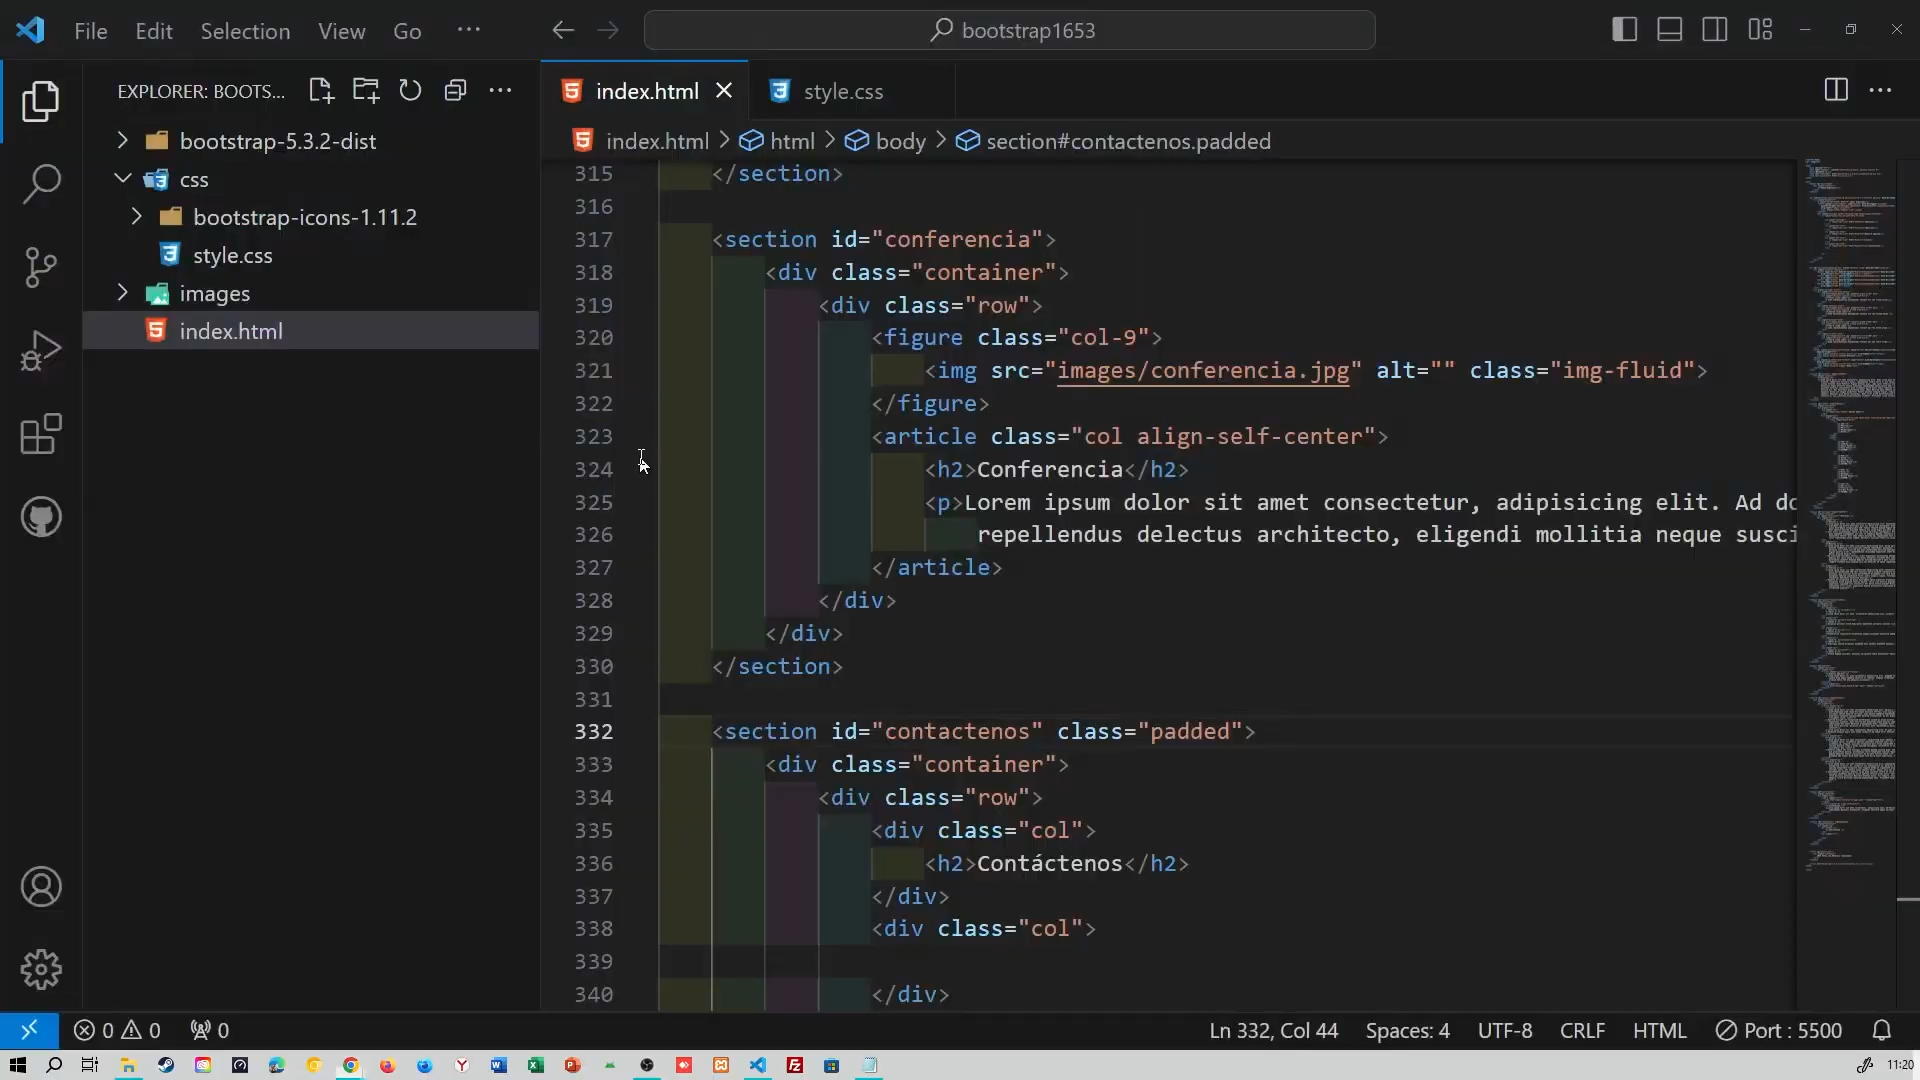 File Edit Selection View Go ··· bootstrap1653
EXPLORER: BOOTS...
bootstrap-5.3.2-dist
css
bootstrap-icons-1.11.2
style.css
images
index.html
index.html style.css
index.html > html > body > section#contactenos.padded
315 </section>
316
317 <section id="conferencia">
318 <div class="container">
319 <div class="row">
320 <figure class="col-9">
321 <img src="images/conferencia.jpg" alt="" class="img-fluid">
322 </figure>
323 <article class="col align-self-center">
324 <h2>Conferencia</h2>
325 <p>Lorem ipsum dolor sit amet consectetur, adipisicing elit. Ad do
326 repellendus delectus architecto, eligendi mollitia neque susci
327 </article>
328 </div>
329 </div>
330 </section>
331
332 <section id="contactenos" class="padded">
333 <div class="container">
334 <div class="row">
335 <div class="col">
336 <h2>Contáctenos</h2>
337 </div>
338 <div class="col">
339
340 </div>
0 0 0 Ln 332, Col 44 Spaces: 4 UTF-8 CRLF HTML Port : 5500
11:20